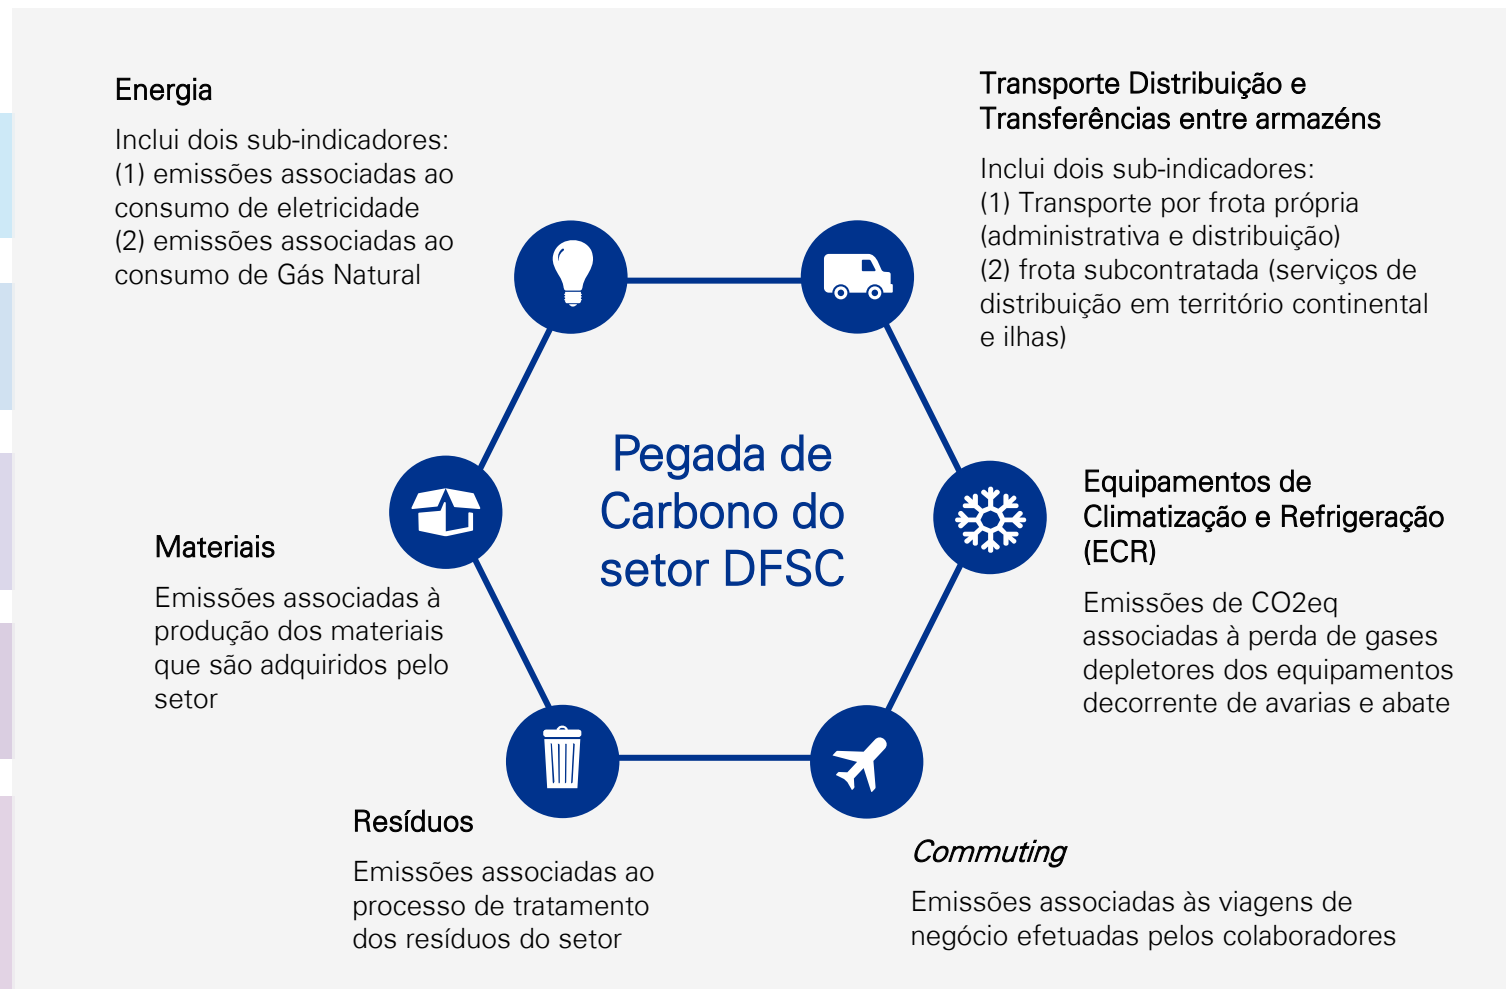 Energia
Inclui dois sub-indicadores:
(1) emissões associadas ao
consumo de eletricidade
(2) emissões associadas ao
consumo de Gás Natural
Transporte Distribuição e
Transferências entre armazéns
Inclui dois sub-indicadores:
(1) Transporte por frota própria
(administrativa e distribuição)
(2) frota subcontratada (serviços de
distribuição em território continental
e ilhas)
Pegada de
Carbono do
setor DFSC
Equipamentos de
Climatização e Refrigeração
(ECR)
Emissões de CO2eq
associadas à perda de gases
depletores dos equipamentos
decorrente de avarias e abate
Materiais
Emissões associadas à
produção dos materiais
que são adquiridos pelo
setor
Resíduos
Emissões associadas ao
processo de tratamento
dos resíduos do setor
Commuting
Emissões associadas às viagens de
negócio efetuadas pelos colaboradores